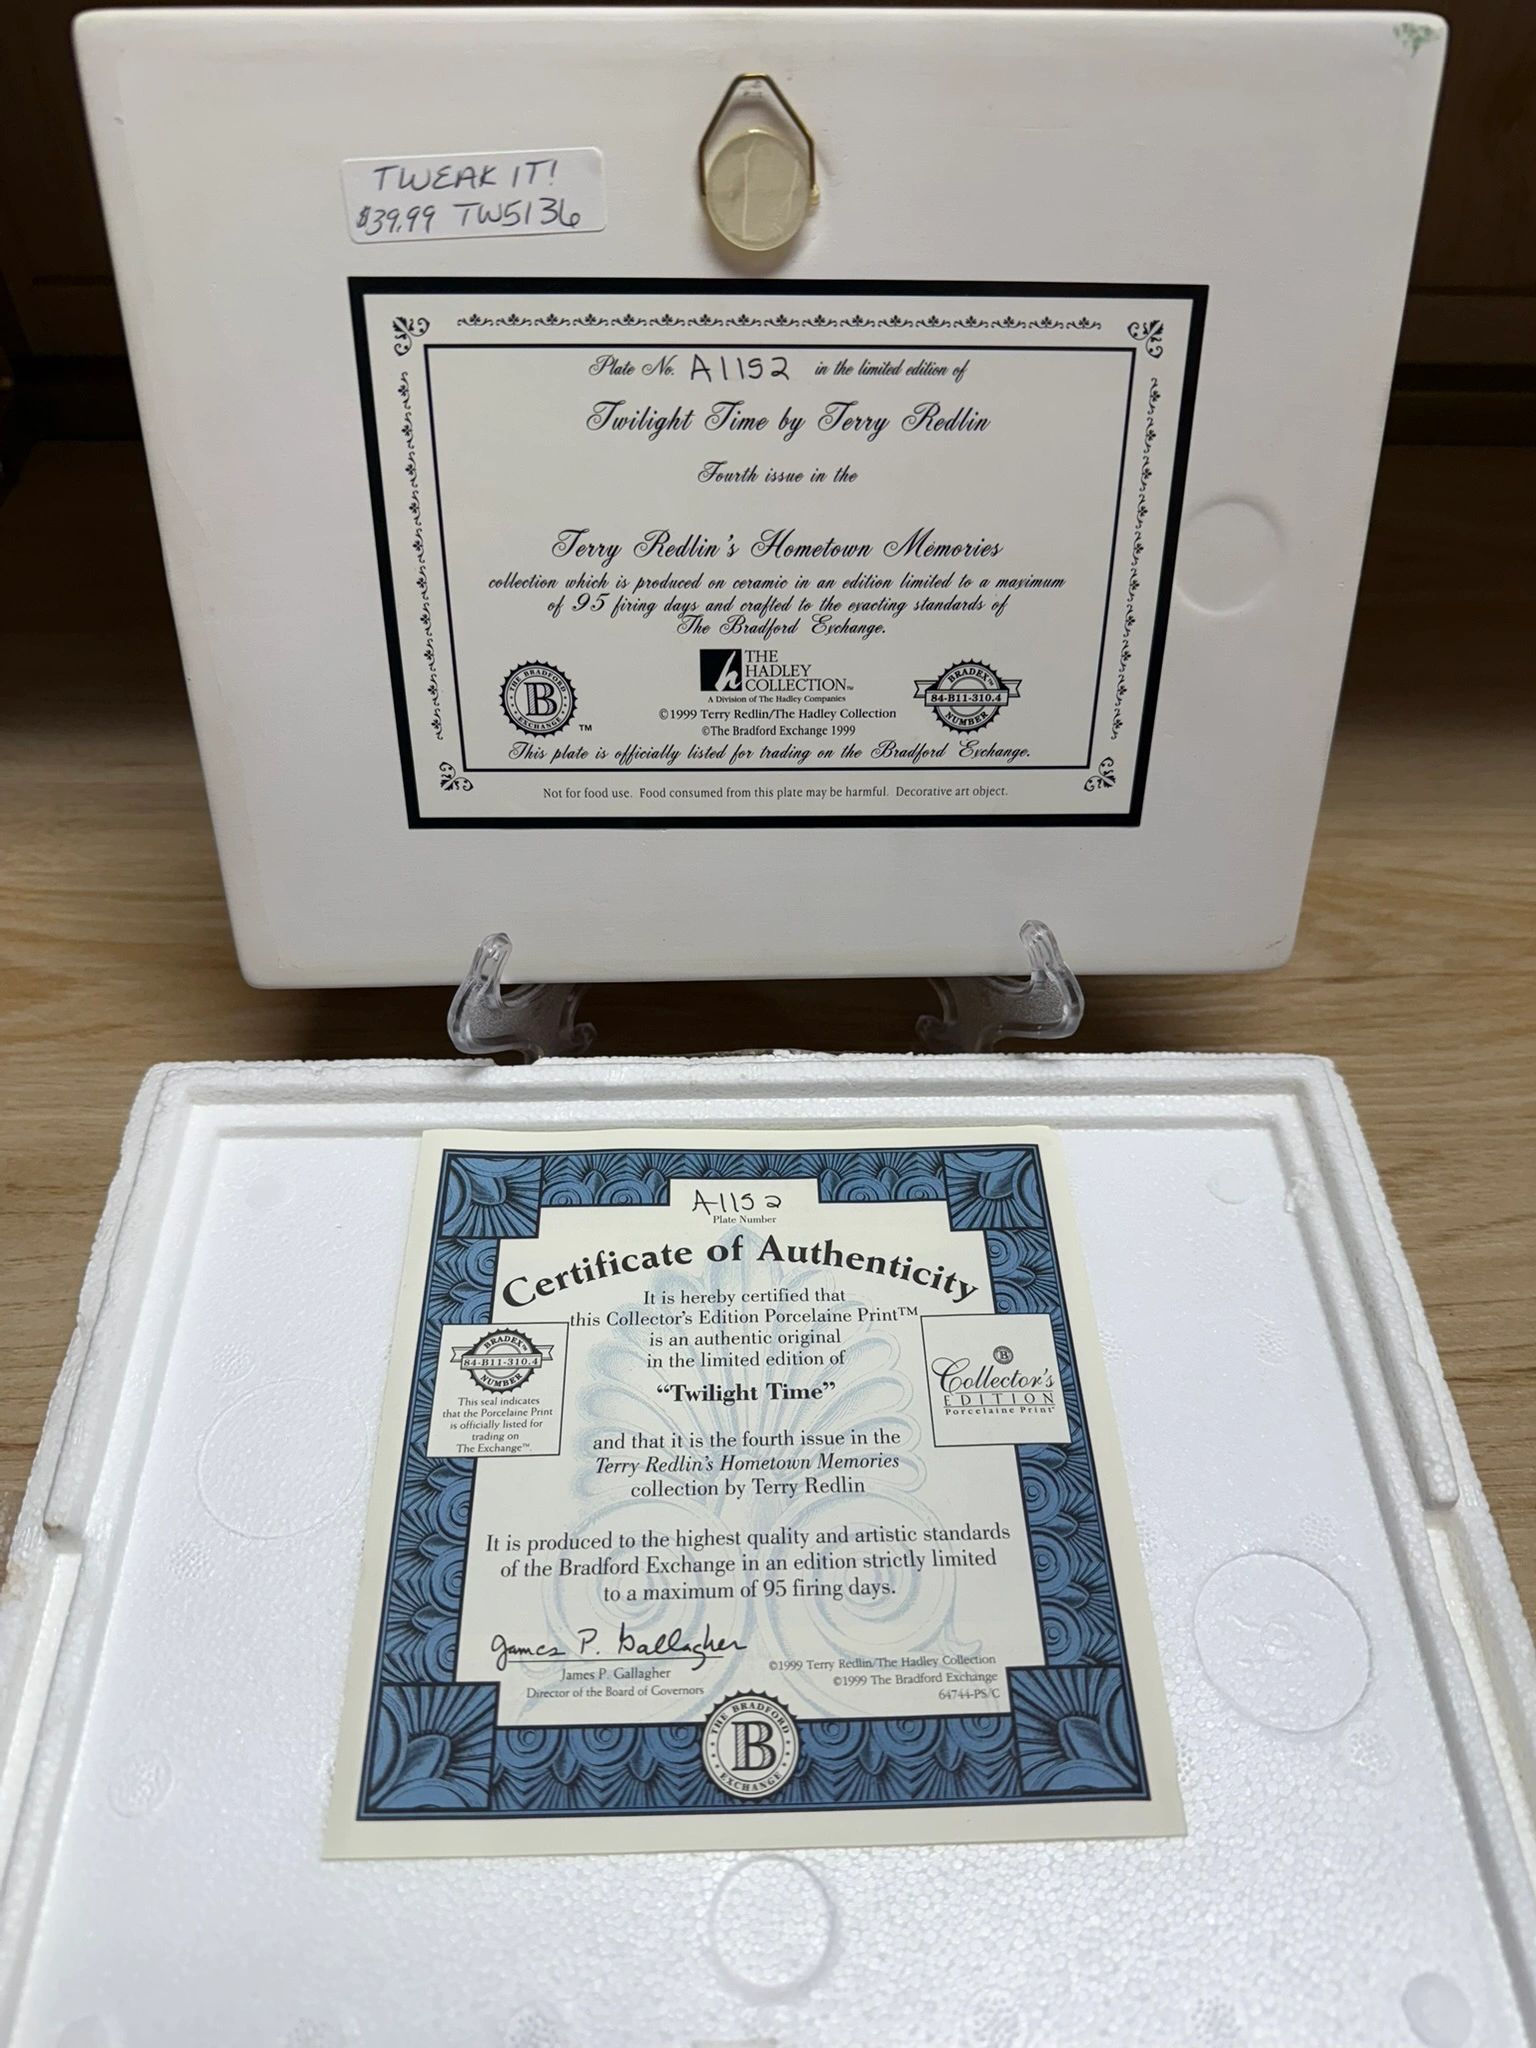 TWEAK IT!
$39.99 TW5136
Plate No. A1152 in the limited edition of
Twilight Time by Terry Redlin
Fourth issue in the
Terry Redlin's Hometown Memories
collection which is produced on ceramic in an edition limited to a maximum
of 95 firing days and crafted to the exacting standards of
The Bradford Exchange.
THE BRADFORD EXCHANGE
B
TM
h THE
HADLEY
COLLECTION™
A Division of The Hadley Companies
©1999 Terry Redlin/The Hadley Collection
©The Bradford Exchange 1999
BRADEX™
84-B11-310.4
NUMBER
This plate is officially listed for trading on the Bradford Exchange.
Not for food use. Food consumed from this plate may be harmful. Decorative art object.
A1152
Plate Number
Certificate of Authenticity
It is hereby certified that
this Collector's Edition Porcelaine Print™
is an authentic original
in the limited edition of
"Twilight Time"
and that it is the fourth issue in the
Terry Redlin's Hometown Memories
collection by Terry Redlin
BRADEX™
84-B11-310.4
NUMBER
This seal indicates
that the Porcelaine Print
is officially listed for
trading on
The Exchange™.
B
Collector's
EDITION
Porcelaine Print™
It is produced to the highest quality and artistic standards
of the Bradford Exchange in an edition strictly limited
to a maximum of 95 firing days.
James P. Gallagher
James P. Gallagher
Director of the Board of Governors
©1999 Terry Redlin/The Hadley Collection
©1999 The Bradford Exchange
64744-PS/C
THE BRADFORD EXCHANGE
B